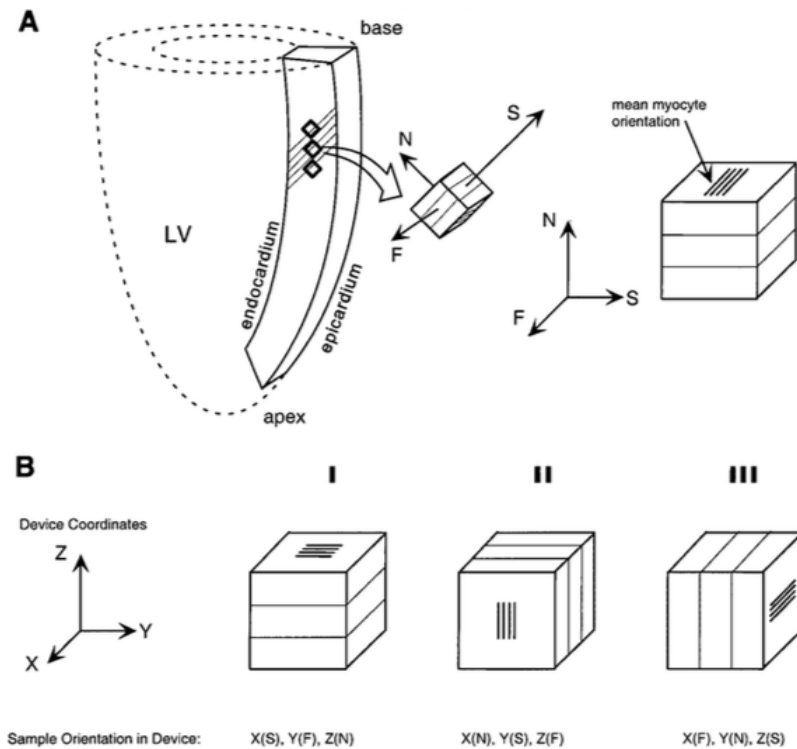 A
base
N
S
mean myocyte
orientation
LV
F
N
F
S
endocardium
epicardium
apex
B
I
II
III
Device Coordinates
Z
Y
X
Sample Orientation in Device:
X(S), Y(F), Z(N)
X(N), Y(S), Z(F)
X(F), Y(N), Z(S)